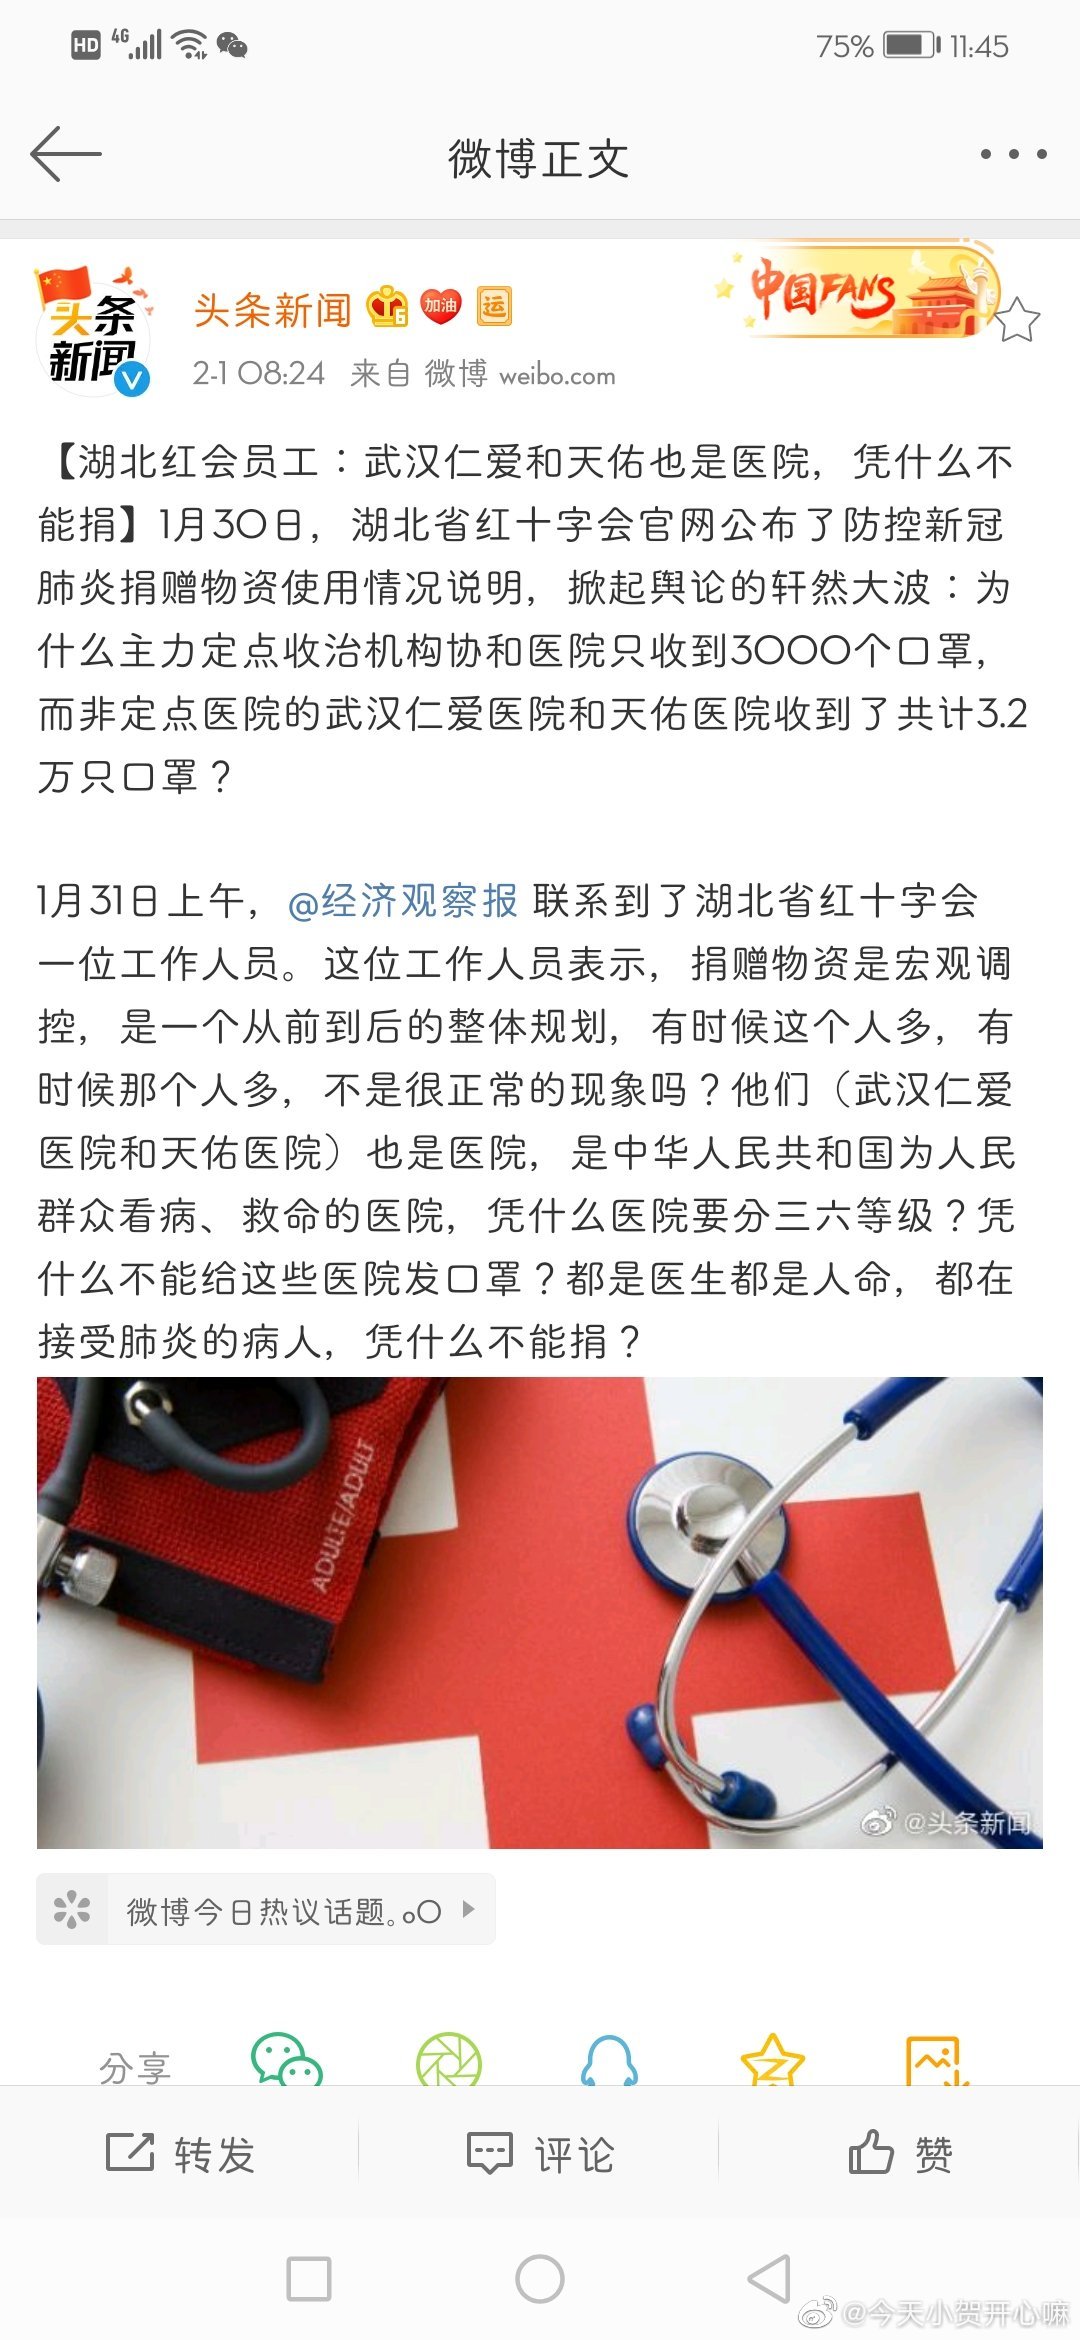 HD 4G 75% 11:45
微博正文
头条新闻
头条新闻 加油 运
中国FANS
2-1 08:24 来自 微博 weibo.com
【湖北红会员工：武汉仁爱和天佑也是医院，凭什么不
能捐】1月30日，湖北省红十字会官网公布了防控新冠
肺炎捐赠物资使用情况说明，掀起舆论的轩然大波：为
什么主力定点收治机构协和医院只收到3000个口罩，
而非定点医院的武汉仁爱医院和天佑医院收到了共计3.2
万只口罩？
1月31日上午，@经济观察报 联系到了湖北省红十字会
一位工作人员。这位工作人员表示，捐赠物资是宏观调
控，是一个从前到后的整体规划，有时候这个人多，有
时候那个人多，不是很正常的现象吗？他们（武汉仁爱
医院和天佑医院）也是医院，是中华人民共和国为人民
群众看病、救命的医院，凭什么医院要分三六等级？凭
什么不能给这些医院发口罩？都是医生都是人命，都在
接受肺炎的病人，凭什么不能捐？
ADULTE/ADULT
@头条新闻
微博今日热议话题。oO
分享
转发 评论 赞
@今天小贺开心嘛